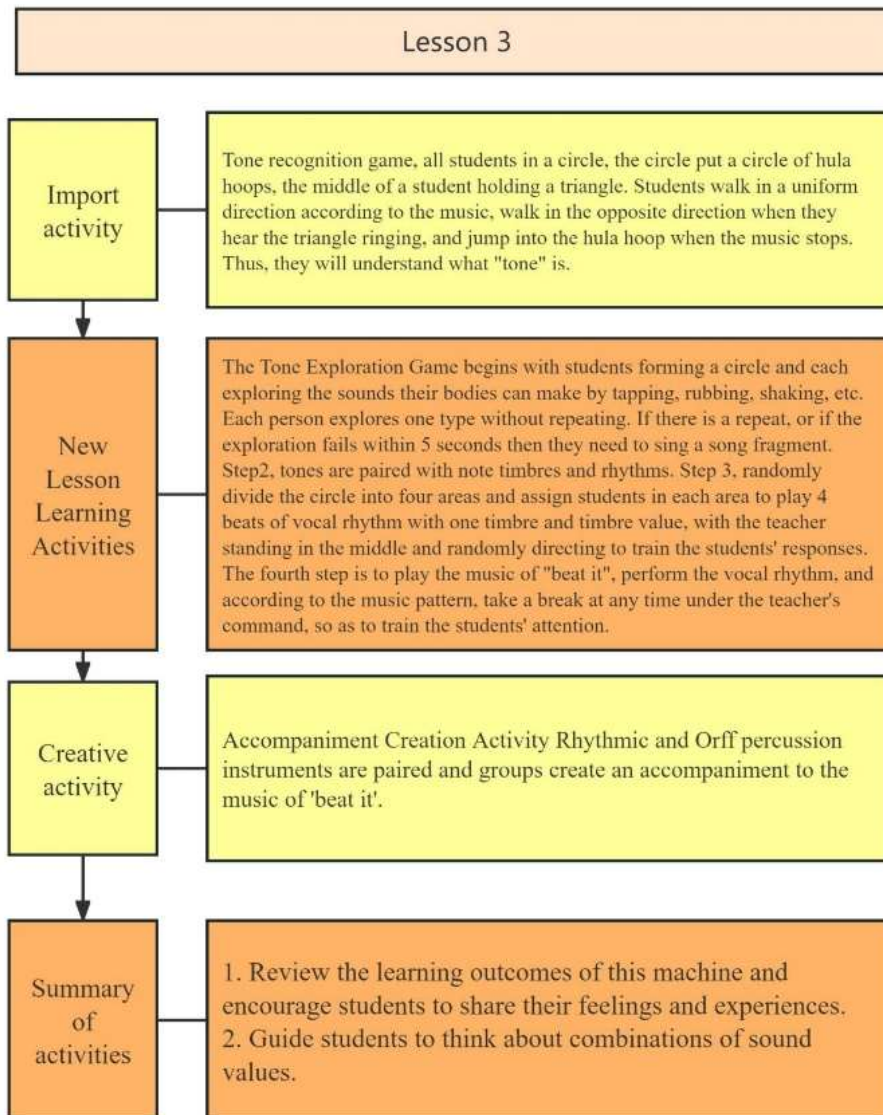 Lesson 3
Import
activity
Tone recognition game, all students in a circle, the circle put a circle of hula
hoops, the middle of a student holding a triangle. Students walk in a uniform
direction according to the music, walk in the opposite direction when they
hear the triangle ringing, and jump into the hula hoop when the music stops.
Thus, they will understand what "tone" is.
New
Lesson
Learning
Activities
The Tone Exploration Game begins with students forming a circle and each
exploring the sounds their bodies can make by tapping, rubbing, shaking, etc.
Each person explores one type without repeating. If there is a repeat, or if the
exploration fails within 5 seconds then they need to sing a song fragment.
Step2, tones are paired with note timbres and rhythms. Step 3, randomly
divide the circle into four areas and assign students in each area to play 4
beats of vocal rhythm with one timbre and timbre value, with the teacher
standing in the middle and randomly directing to train the students' responses.
The fourth step is to play the music of "beat it", perform the vocal rhythm, and
according to the music pattern, take a break at any time under the teacher's
command, so as to train the students' attention.
Creative
activity
Accompaniment Creation Activity Rhythmic and Orff percussion
instruments are paired and groups create an accompaniment to the
music of 'beat it'.
Summary
of
activities
1. Review the learning outcomes of this machine and
encourage students to share their feelings and experiences.
2. Guide students to think about combinations of sound
values.